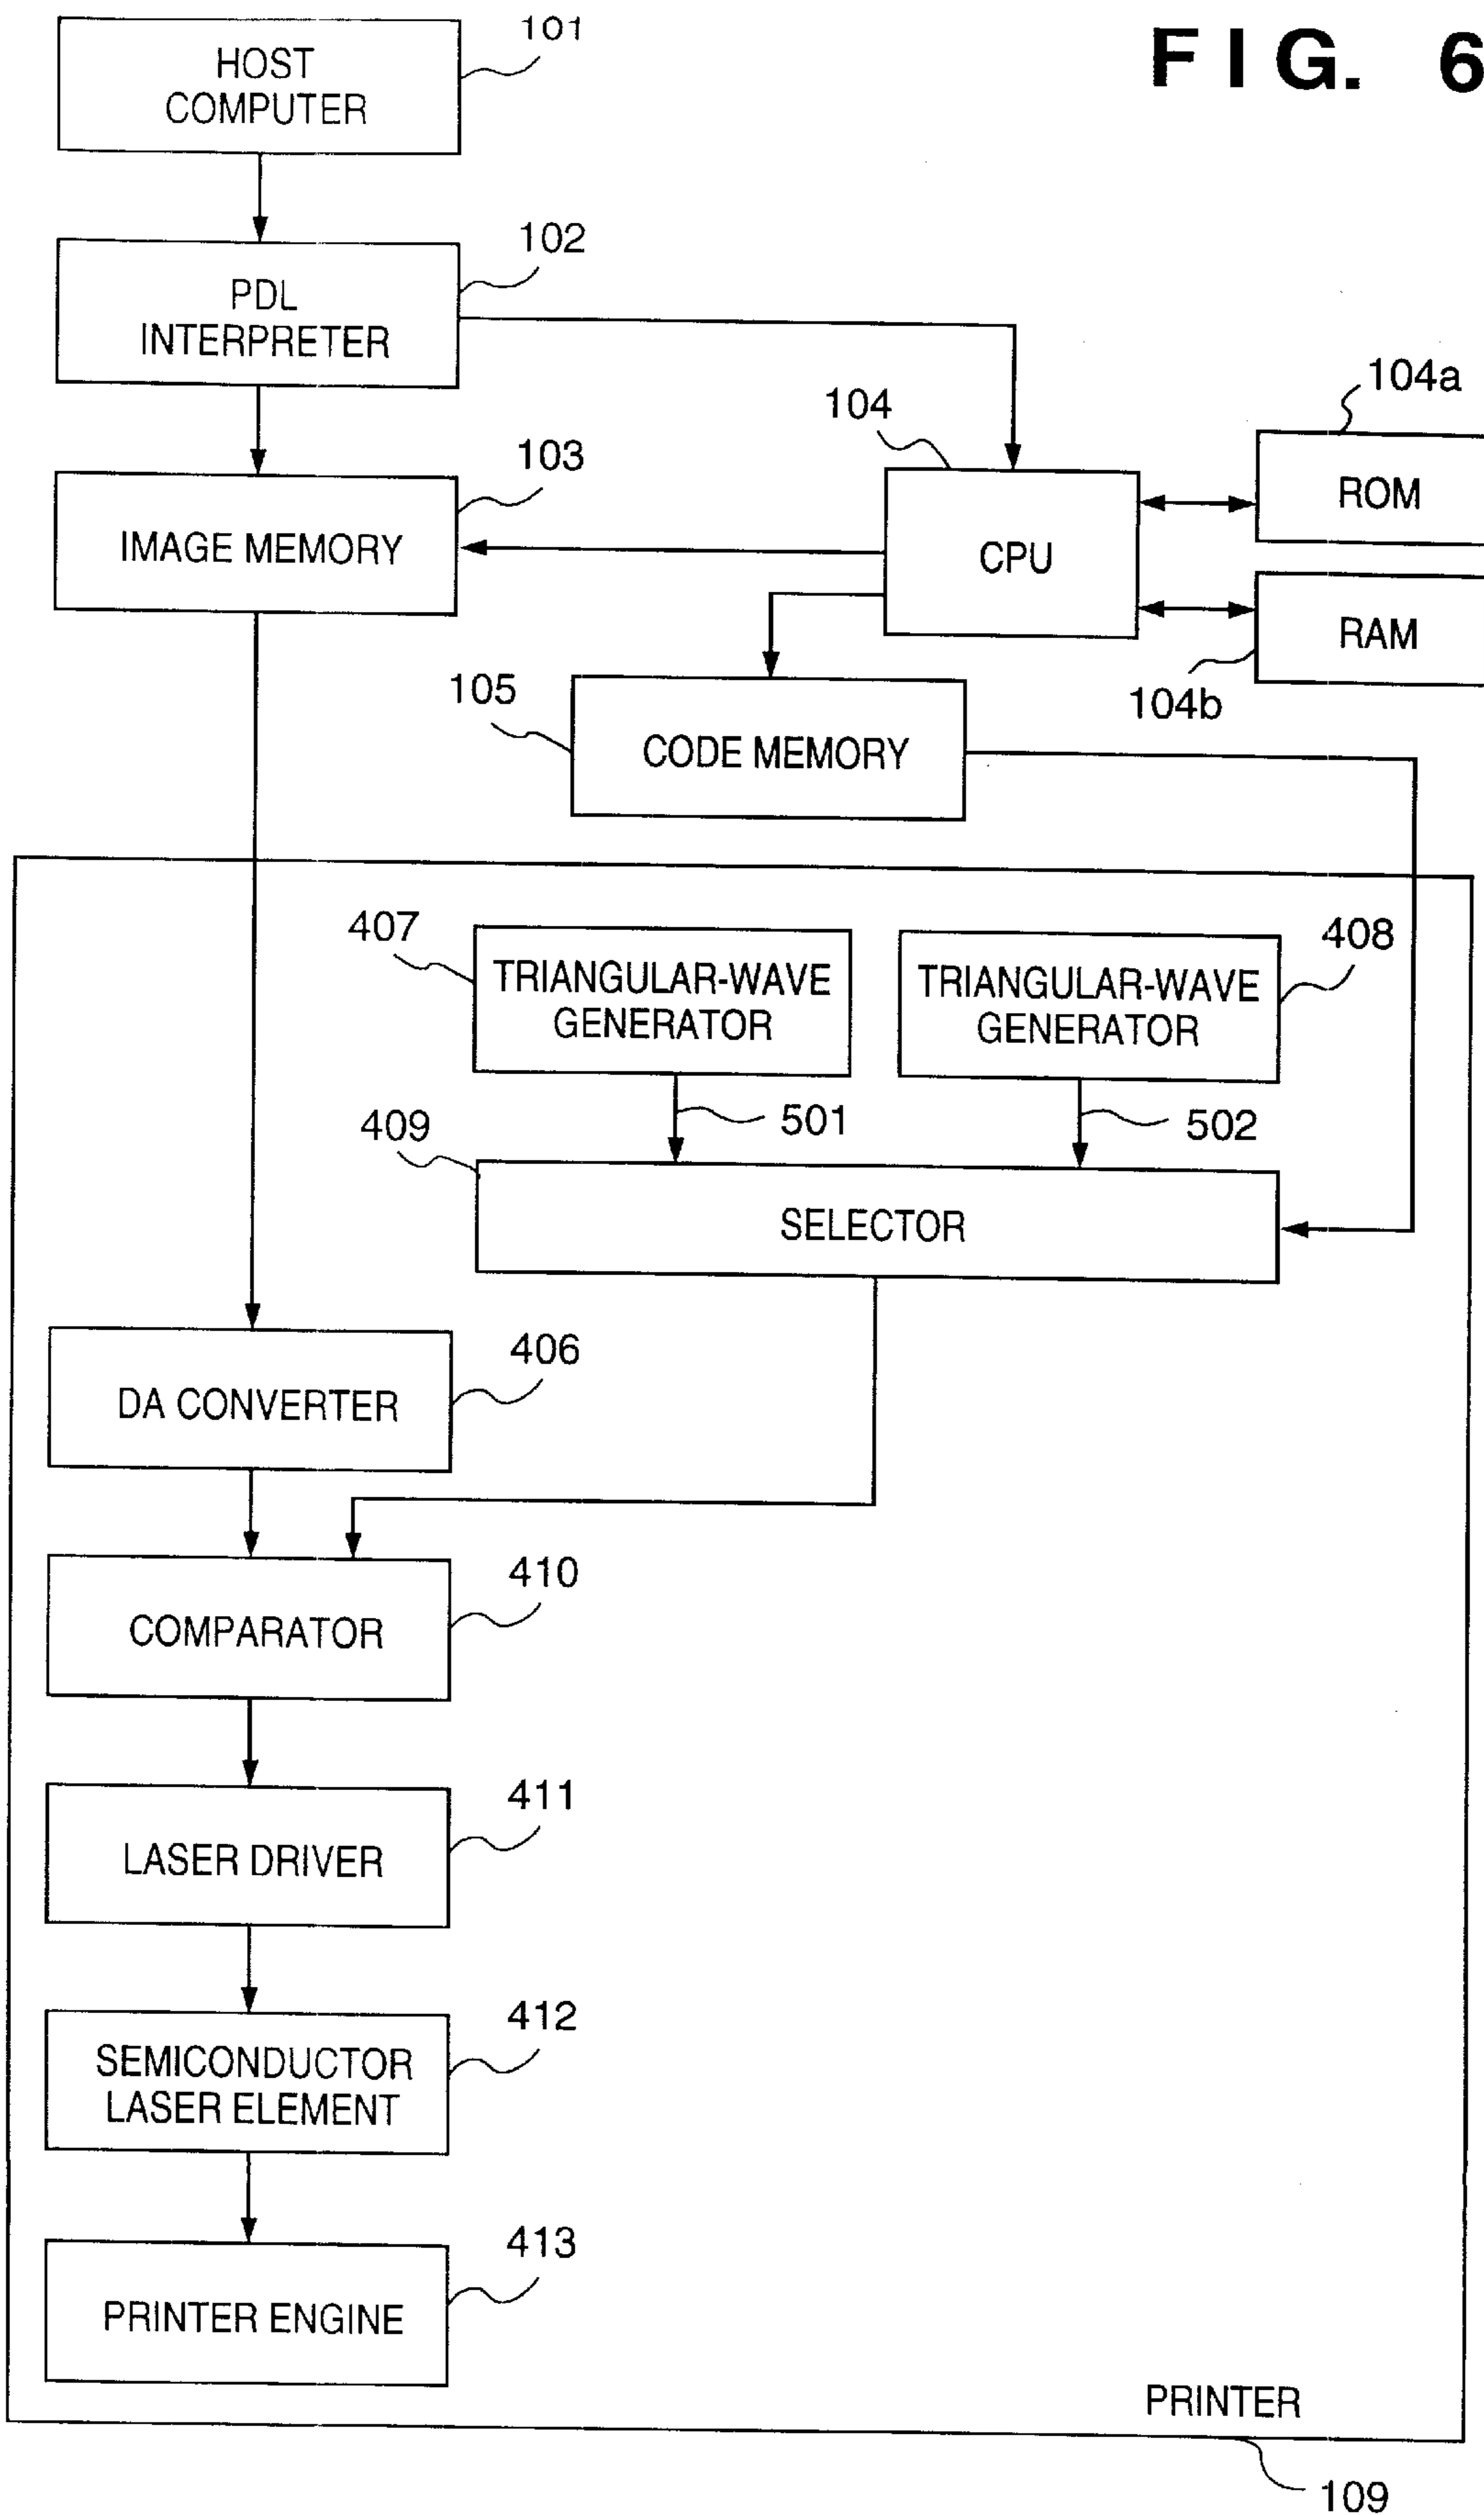 FIG. 6
101
HOST
COMPUTER
102
PDL
INTERPRETER
104a
104
103
ROM
IMAGE MEMORY
CPU
RAM
105
104b
CODE MEMORY
407
408
TRIANGULAR-WAVE
GENERATOR
TRIANGULAR-WAVE
GENERATOR
409
501
502
SELECTOR
406
DA CONVERTER
410
COMPARATOR
411
LASER DRIVER
412
SEMICONDUCTOR
LASER ELEMENT
413
PRINTER ENGINE
PRINTER
109